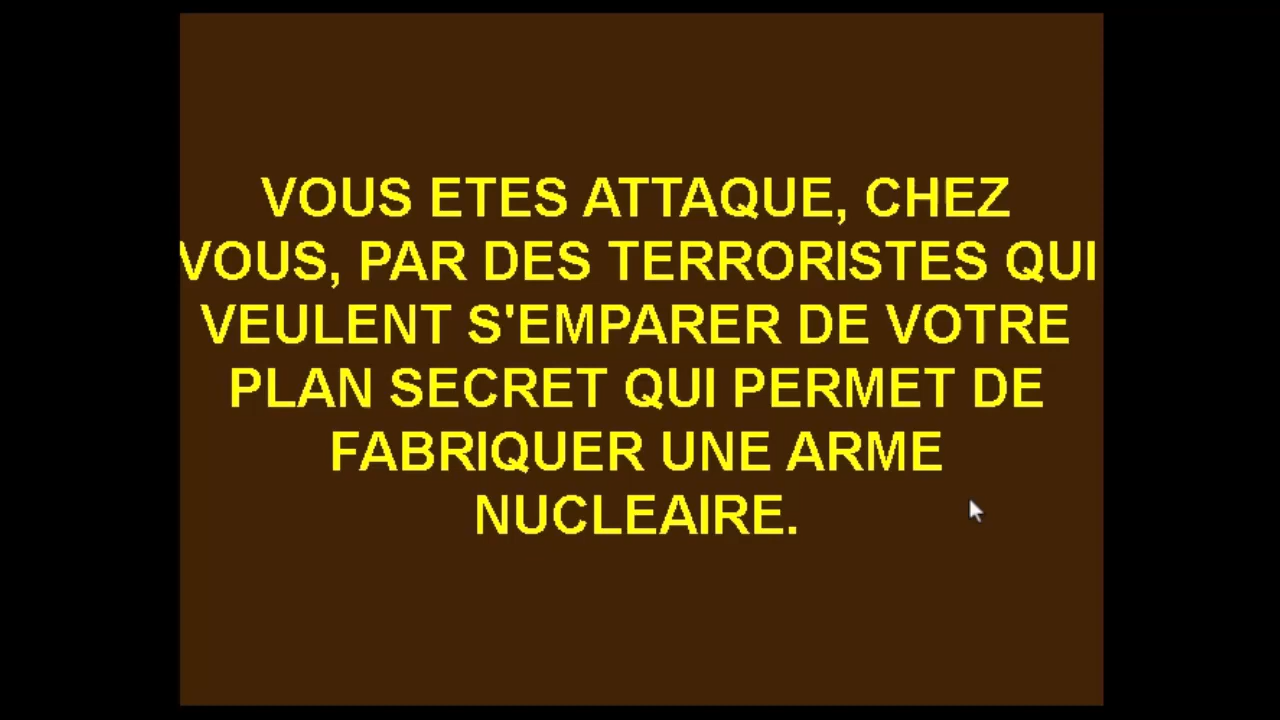 VOUS ETES ATTAQUE, CHEZ
VOUS, PAR DES TERRORISTES QUI
VEULENT S'EMPARER DE VOTRE
PLAN SECRET QUI PERMET DE
FABRIQUER UNE ARME
NUCLEAIRE.